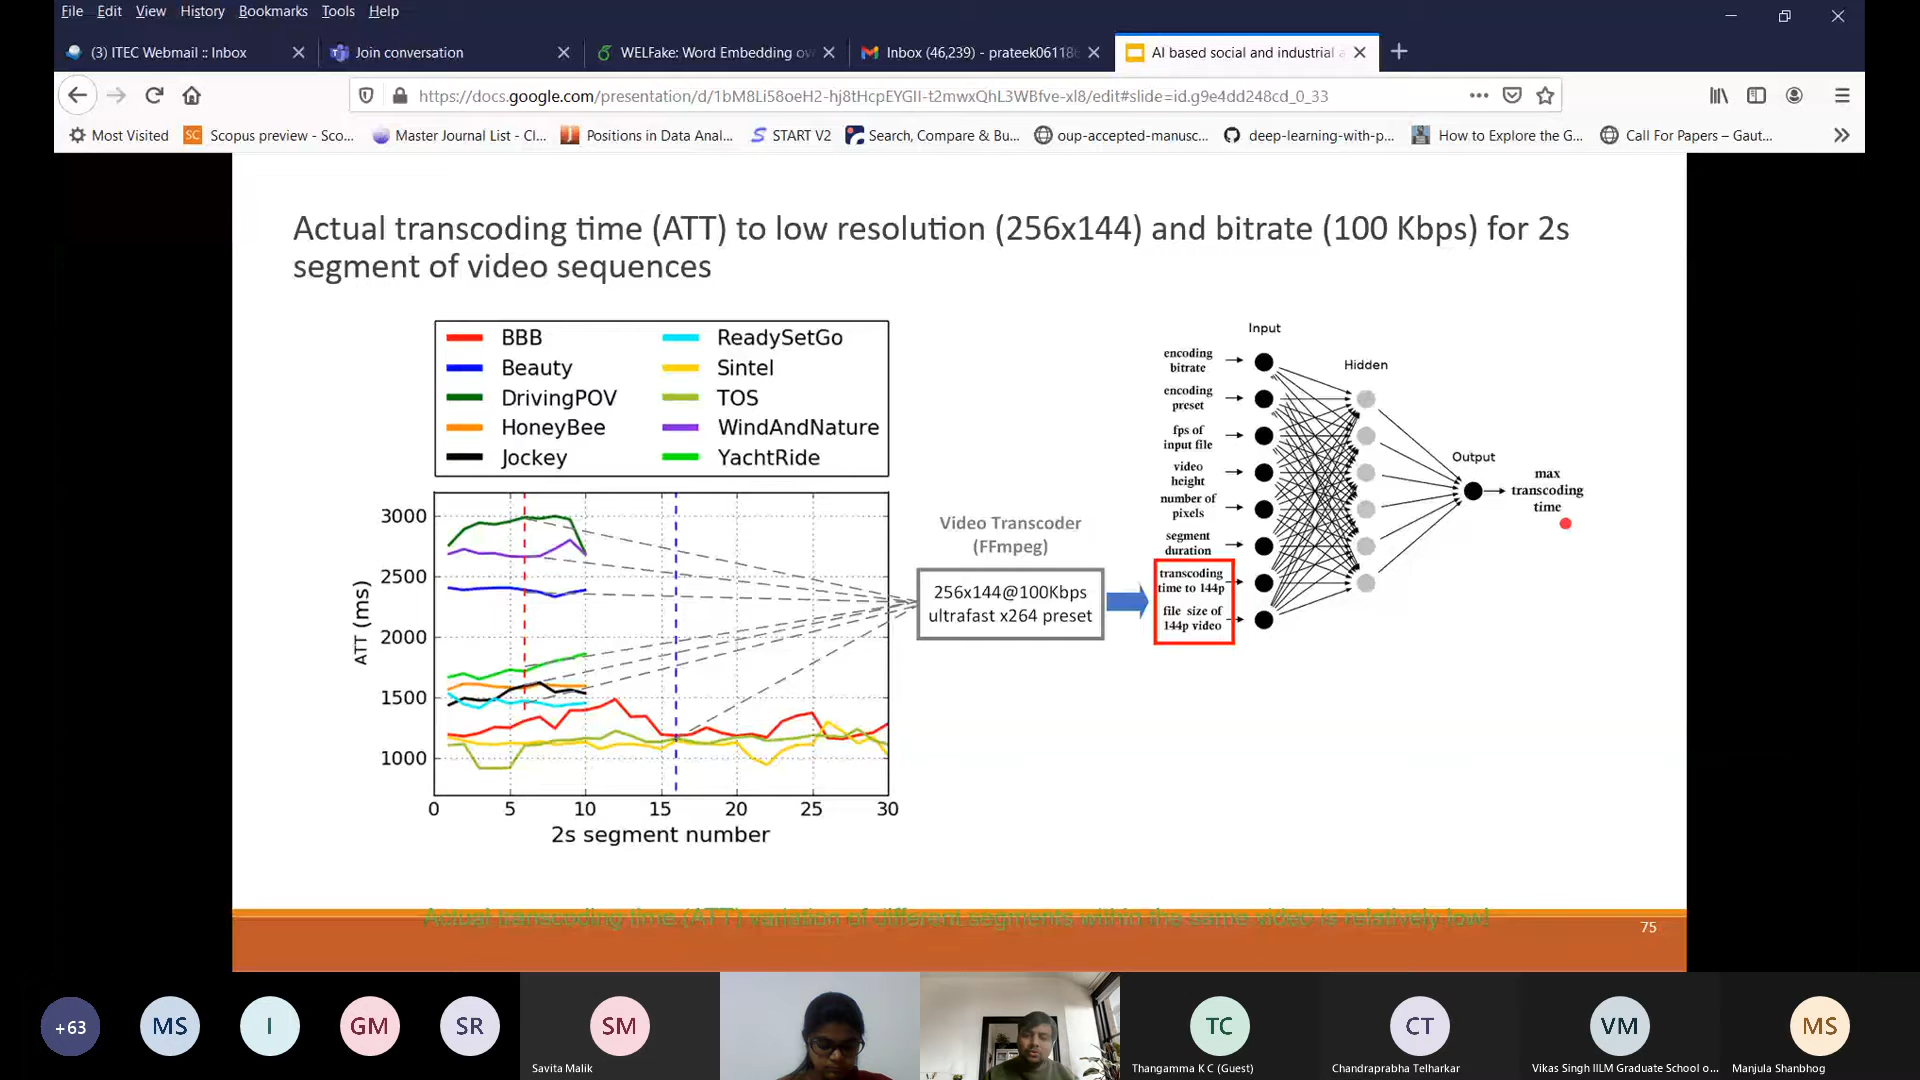 File Edit View History Bookmarks Tools Help
(3) ITEC Webmail :: Inbox
Join conversation
WELFake: Word Embedding ov
Inbox (46,239) - prateek06118
AI based social and industrial a
https://docs.google.com/presentation/d/1bM8Li58oeH2-hj8tHcpEYGII-t2mwxQhL3WBfve-xl8/edit#slide=id.g9e4dd248cd_0_33
Most Visited
SC Scopus preview - Sco...
Master Journal List - Cl...
Positions in Data Anal...
START V2
Search, Compare & Bu...
oup-accepted-manusc...
deep-learning-with-p...
How to Explore the G...
Call For Papers – Gaut...
Actual transcoding time (ATT) to low resolution (256x144) and bitrate (100 Kbps) for 2s
segment of video sequences
BBB
Beauty
DrivingPOV
HoneyBee
Jockey
ReadySetGo
Sintel
TOS
WindAndNature
YachtRide
ATT (ms)
3000
2500
2000
1500
1000
0 5 10 15 20 25 30
2s segment number
Video Transcoder
(FFmpeg)
256x144@100Kbps
ultrafast x264 preset
Input
Hidden
Output
encoding
bitrate
encoding
preset
fps of
input file
video
height
number of
pixels
segment
duration
transcoding
time to 144p
file size of
144p video
max
transcoding
time
Actual transcoding time (ATT) variation of different segments within the same video is relatively low!
75
+63
MS
I
GM
SR
SM
Savita Malik
TC
Thangamma K C (Guest)
CT
Chandraprabha Telharkar
VM
Vikas Singh IILM Graduate School o...
MS
Manjula Shanbhog